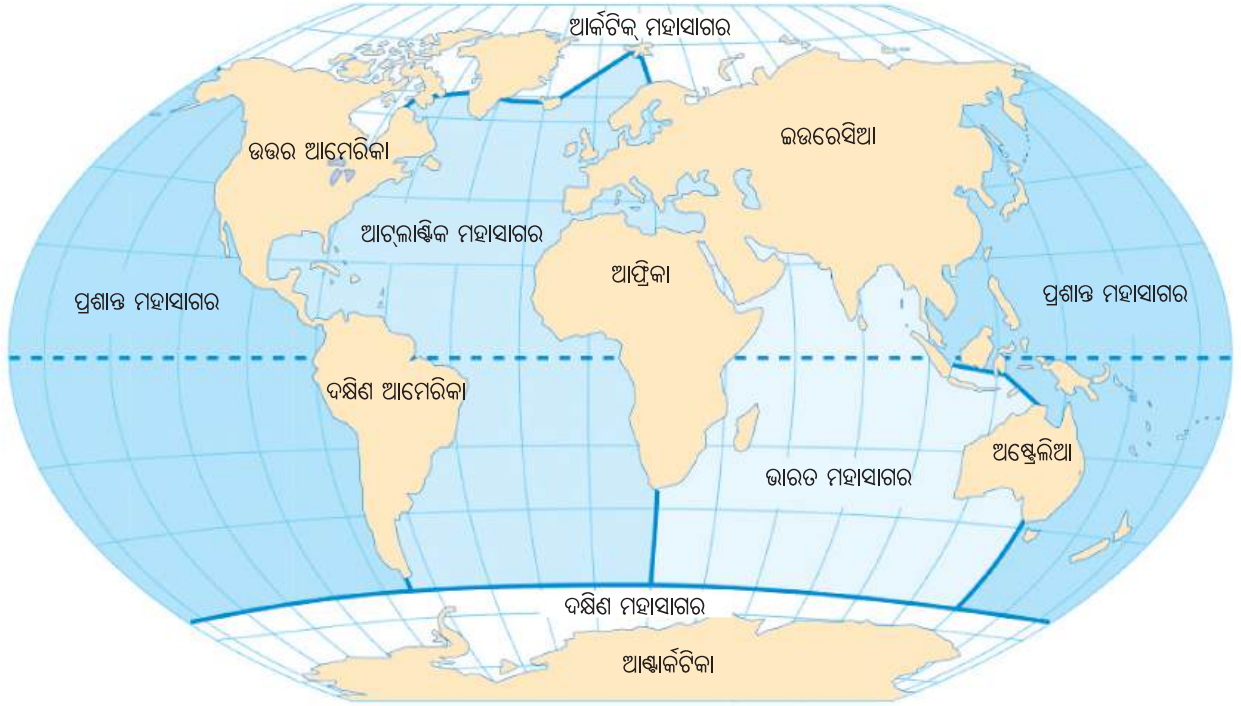 ଆର୍କଟିକ୍ ମହାସାଗର
ଉତ୍ତର ଆମେରିକା
ଇଉରେସିଆ
ଆଟ୍‌ଲାଣ୍ଟିକ ମହାସାଗର
ଆଫ୍ରିକା
ପ୍ରଶାନ୍ତ ମହାସାଗର
ପ୍ରଶାନ୍ତ ମହାସାଗର
ଦକ୍ଷିଣ ଆମେରିକା
ଅଷ୍ଟ୍ରେଲିଆ
ଭାରତ ମହାସାଗର
ଦକ୍ଷିଣ ମହାସାଗର
ଆଣ୍ଟାର୍କଟିକା